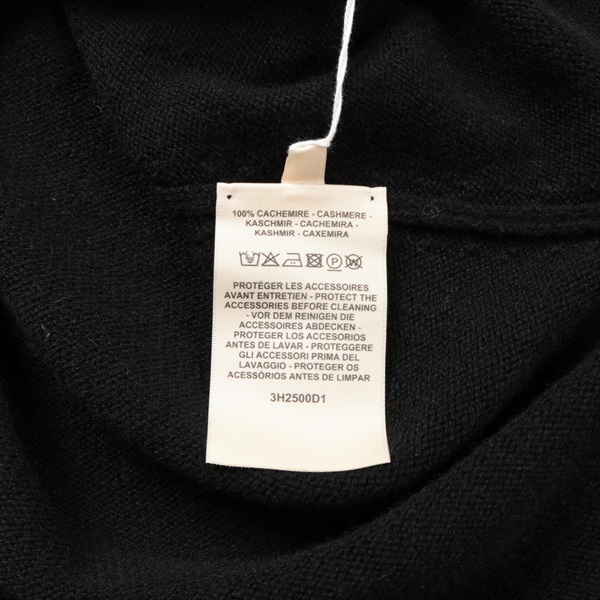 100% CACHEMIRE - CASHMERE -
KASCHMIR - CACHEMIRA -
KASHMIR - CAXEMIRA
P W
PROTÉGER LES ACCESSOIRES
AVANT ENTRETIEN - PROTECT THE
ACCESSORIES BEFORE CLEANING
- VOR DEM REINIGEN DIE
ACCESSOIRES ABDECKEN -
PROTEGER LOS ACCESORIOS
ANTES DE LAVAR - PROTEGGERE
GLI ACCESSORI PRIMA DEL
LAVAGGIO - PROTEGER OS
ACESSÓRIOS ANTES DE LIMPAR
3H2500D1